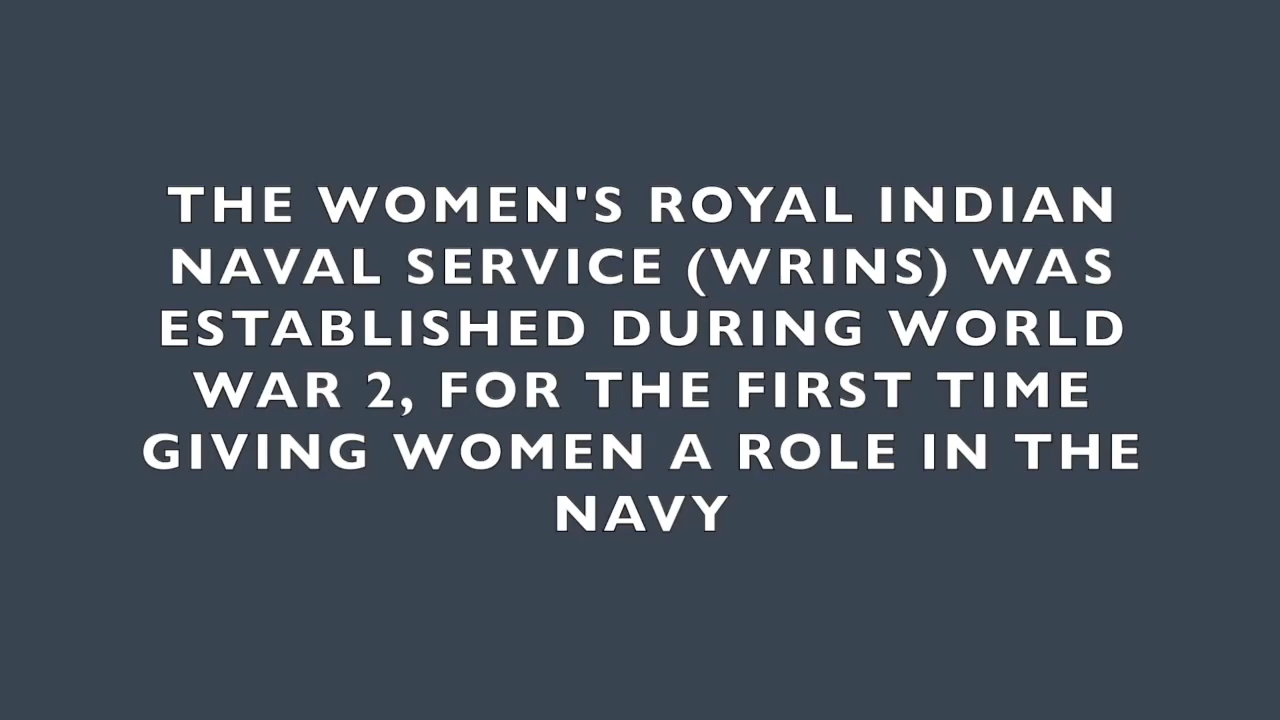 THE WOMEN'S ROYAL INDIAN
NAVAL SERVICE (WRINS) WAS
ESTABLISHED DURING WORLD
WAR 2, FOR THE FIRST TIME
GIVING WOMEN A ROLE IN THE
NAVY